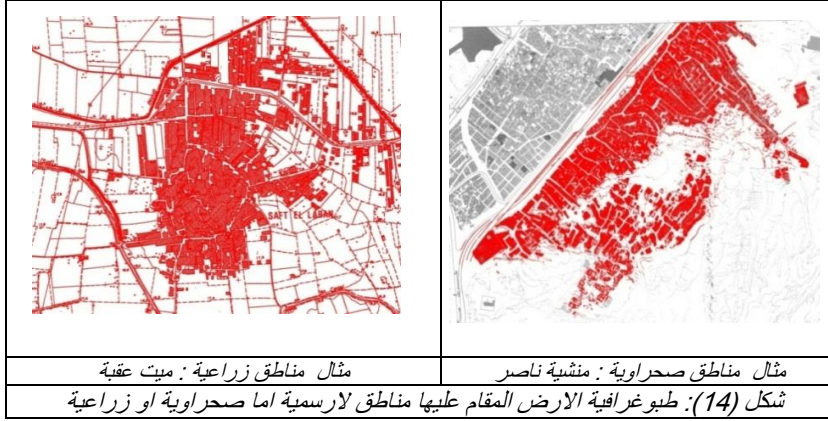 SAFT EL LABAN
مثال مناطق صحراوية : منشية ناصر
مثال مناطق زراعية : ميت عقبة
شكل (14): طبوغرافية الارض المقام عليها مناطق لارسمية اما صحراوية او زراعية